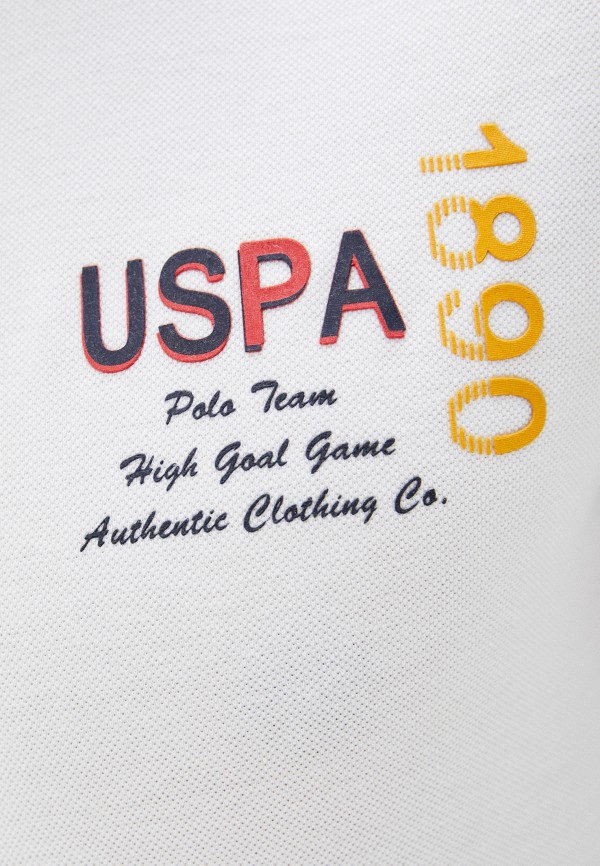 USPA
Polo Team
High Goal Game
Authentic Clothing Co.
1890